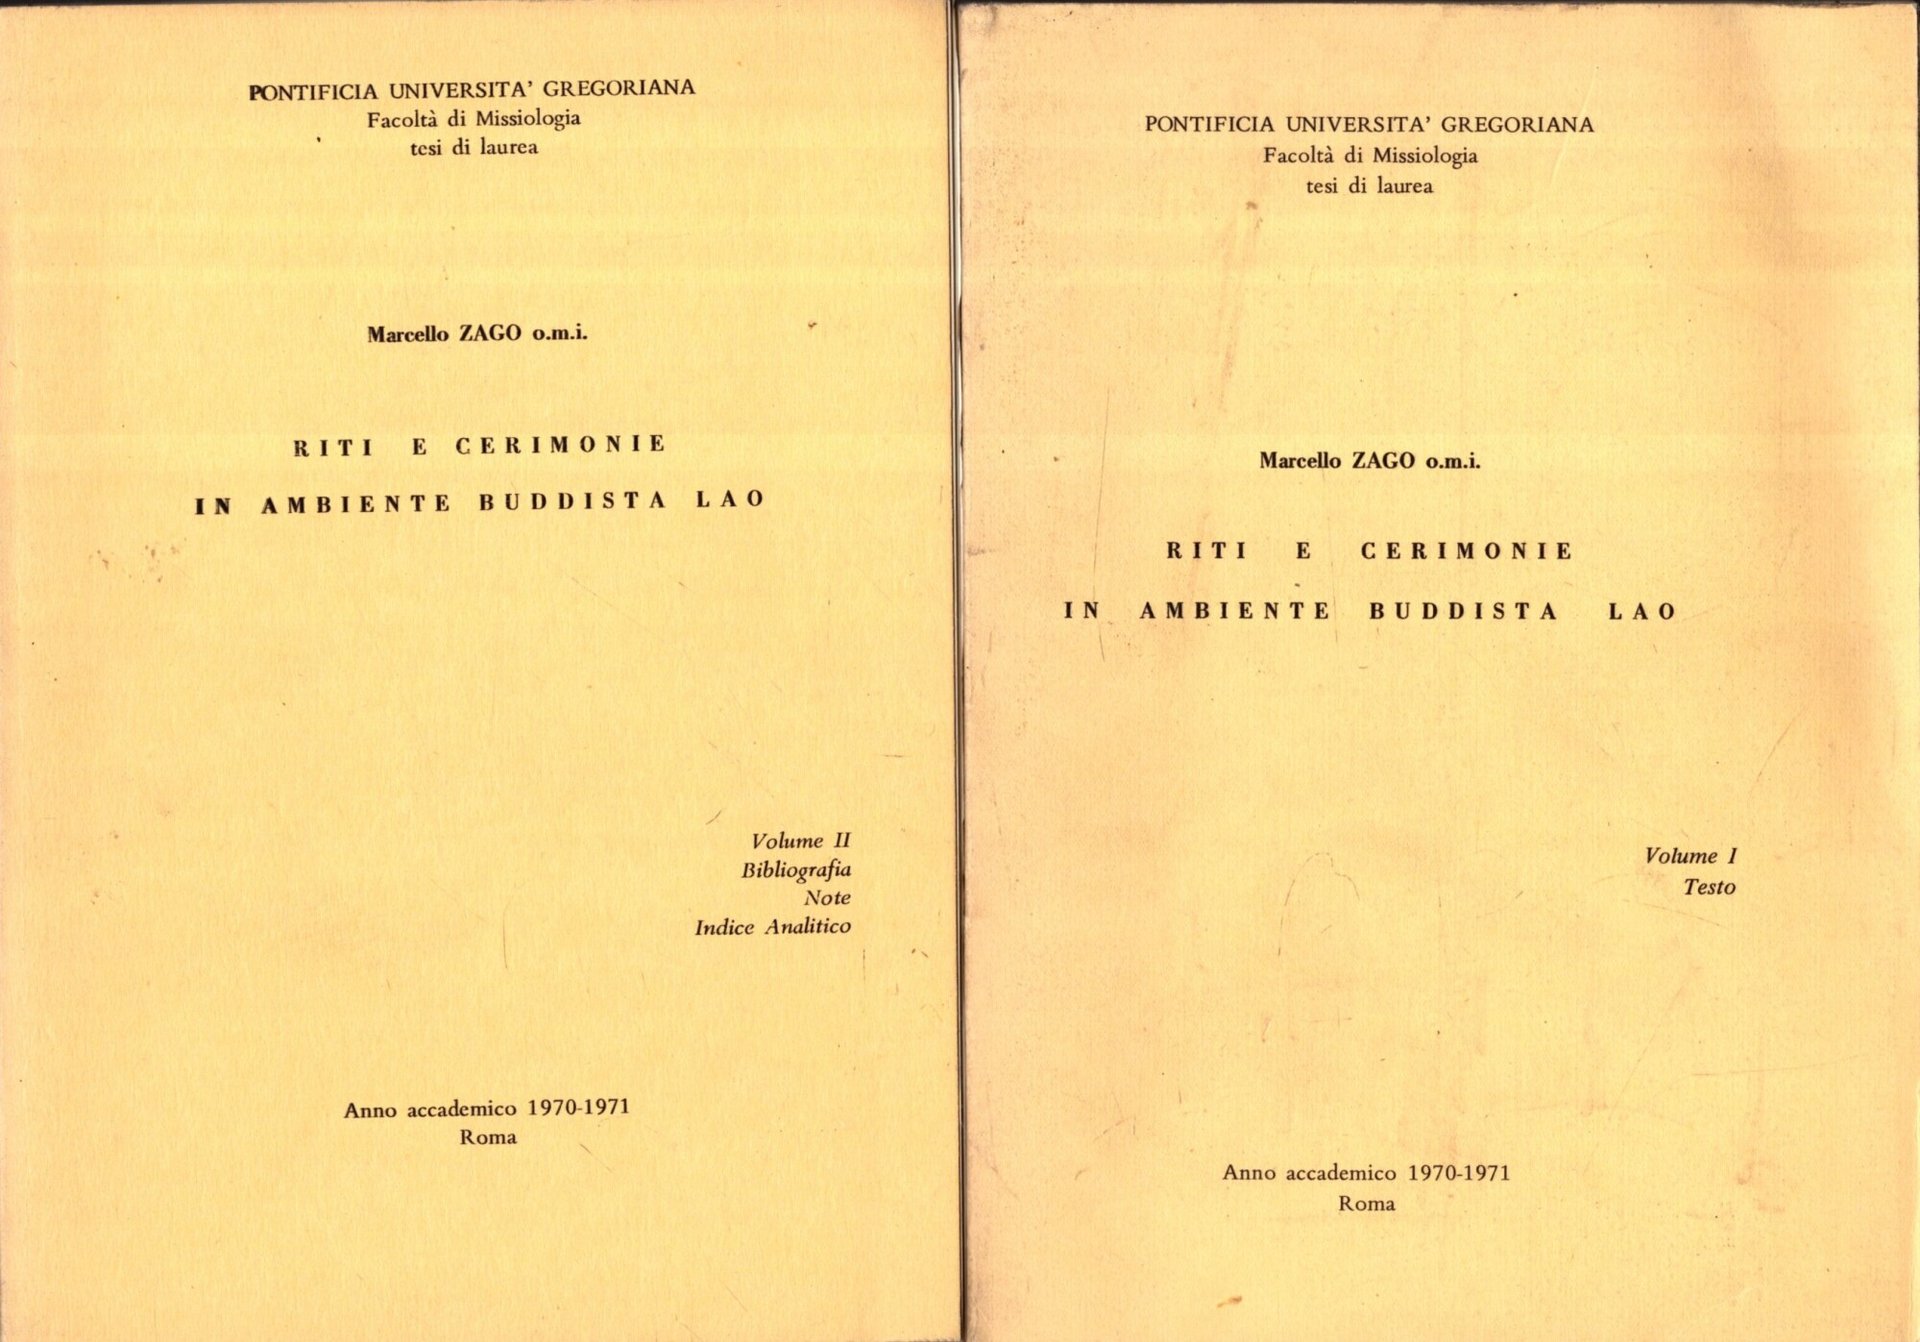 PONTIFICIA UNIVERSITA' GREGORIANA
Facoltà di Missiologia
tesi di laurea
Marcello ZAGO o.m.i.
RITI E CERIMONIE
IN AMBIENTE BUDDISTA LAO
Volume II
Bibliografia
Note
Indice Analitico
Anno accademico 1970-1971
Roma
PONTIFICIA UNIVERSITA' GREGORIANA
Facoltà di Missiologia
tesi di laurea
Marcello ZAGO o.m.i.
RITI E CERIMONIE
IN AMBIENTE BUDDISTA LAO
Volume I
Testo
Anno accademico 1970-1971
Roma